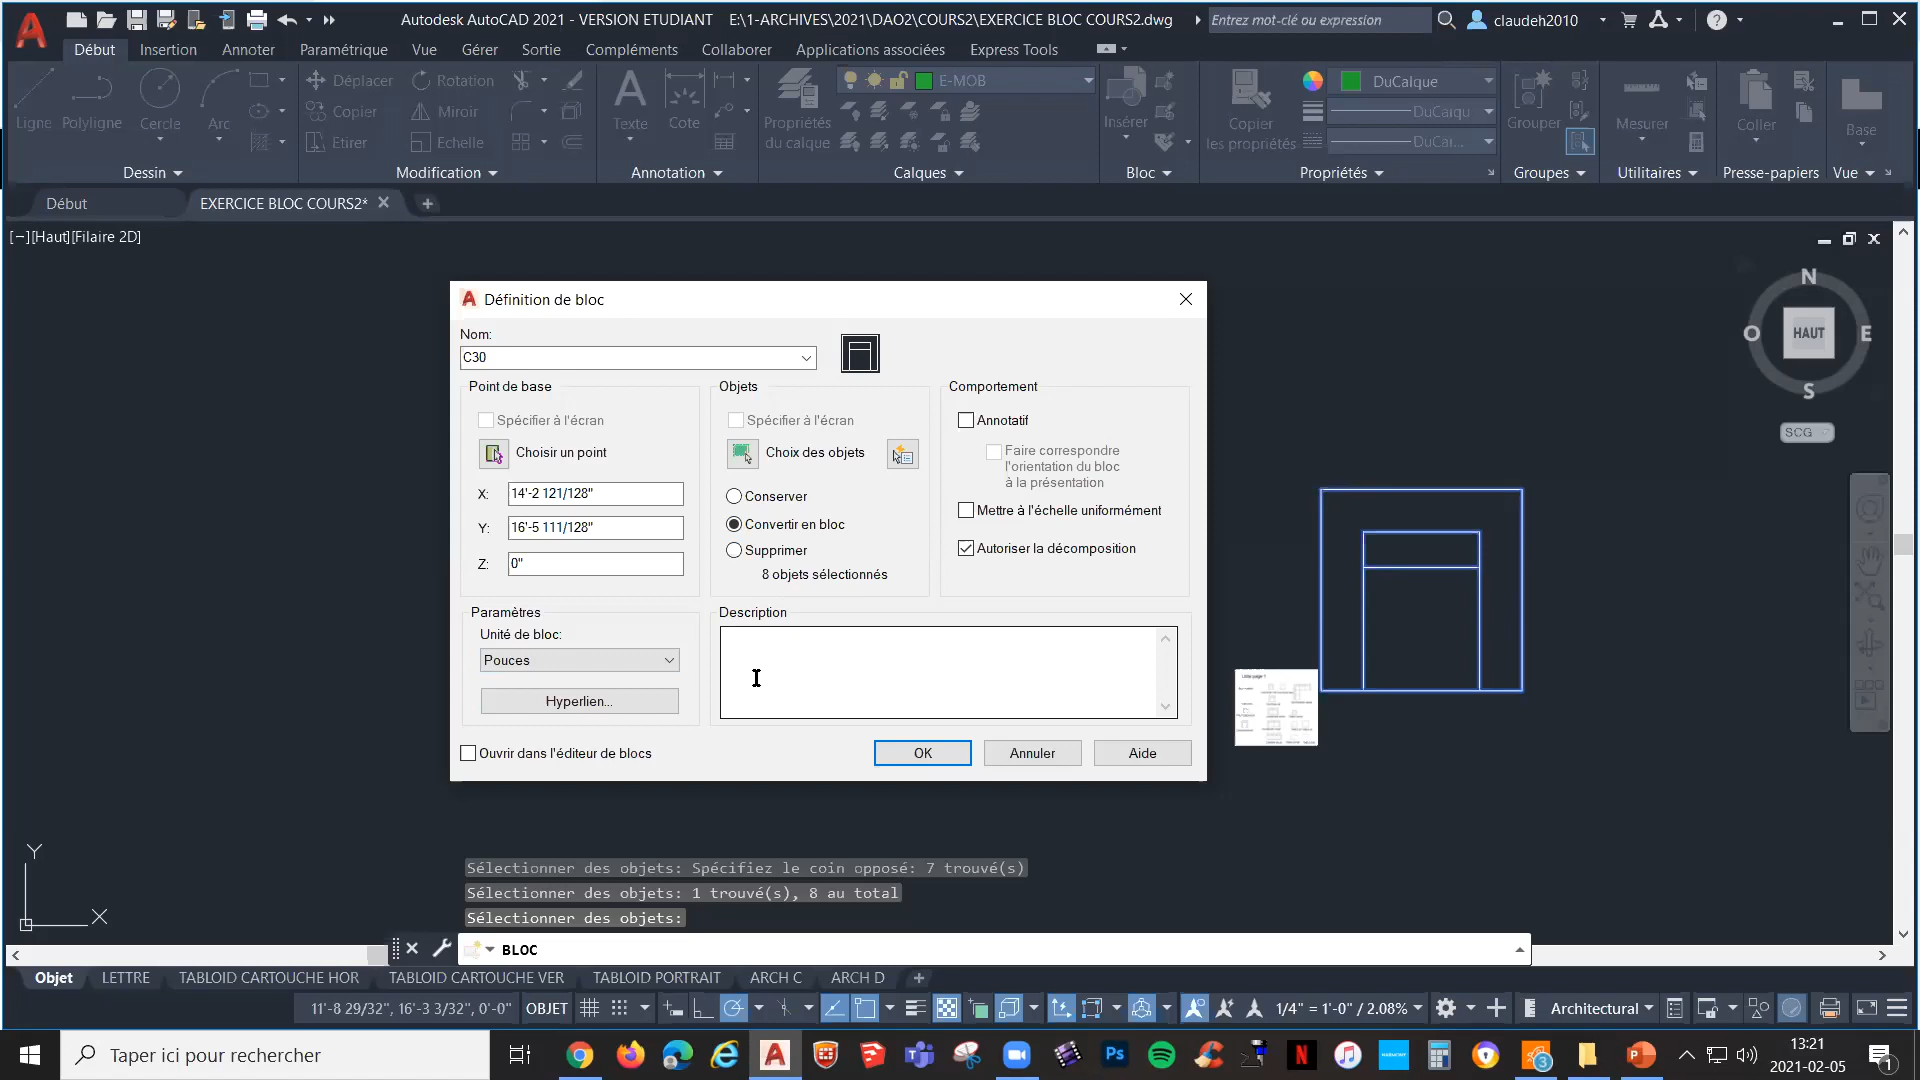 Autodesk AutoCAD 2021 - VERSION ETUDIANT E:\1-ARCHIVES\2021\DAO2\COURS2\EXERCICE BLOC COURS2.dwg
Entrez mot-clé ou expression
claudeh2010
Début Insertion Annoter Paramétrique Vue Gérer Sortie Compléments Collaborer Applications associées Express Tools
Ligne Polyligne Cercle Arc
Déplacer Rotation
Copier Miroir
Etirer Echelle
Texte Cote
Propriétés du calque
E-MOB
Insérer
Copier les propriétés
DuCalque
DuCalqu
DuCal...
Grouper
Mesurer
Coller
Base
Dessin Modification Annotation Calques Bloc Propriétés Groupes Utilitaires Presse-papiers Vue
Début EXERCICE BLOC COURS2*
[−][Haut][Filaire 2D]
N
O HAUT E
S
SCG
Définition de bloc
Nom:
C30
Point de base
Spécifier à l'écran
Choisir un point
X: 14'-2 121/128"
Y: 16'-5 111/128"
Z: 0"
Objets
Spécifier à l'écran
Choix des objets
Conserver
Convertir en bloc
Supprimer
8 objets sélectionnés
Comportement
Annotatif
Faire correspondre
l'orientation du bloc
à la présentation
Mettre à l'échelle uniformément
Autoriser la décomposition
Paramètres
Unité de bloc:
Pouces
Hyperlien...
Description
Ouvrir dans l'éditeur de blocs
OK Annuler Aide
Y
X
Sélectionner des objets: Spécifiez le coin opposé: 7 trouvé(s)
Sélectionner des objets: 1 trouvé(s), 8 au total
Sélectionner des objets:
BLOC
Objet LETTRE TABLOID CARTOUCHE HOR TABLOID CARTOUCHE VER TABLOID PORTRAIT ARCH C ARCH D
11'-8 29/32", 16'-3 3/32", 0'-0" OBJET 1/4" = 1'-0" / 2.08% Architectural
Taper ici pour rechercher
13:21
2021-02-05